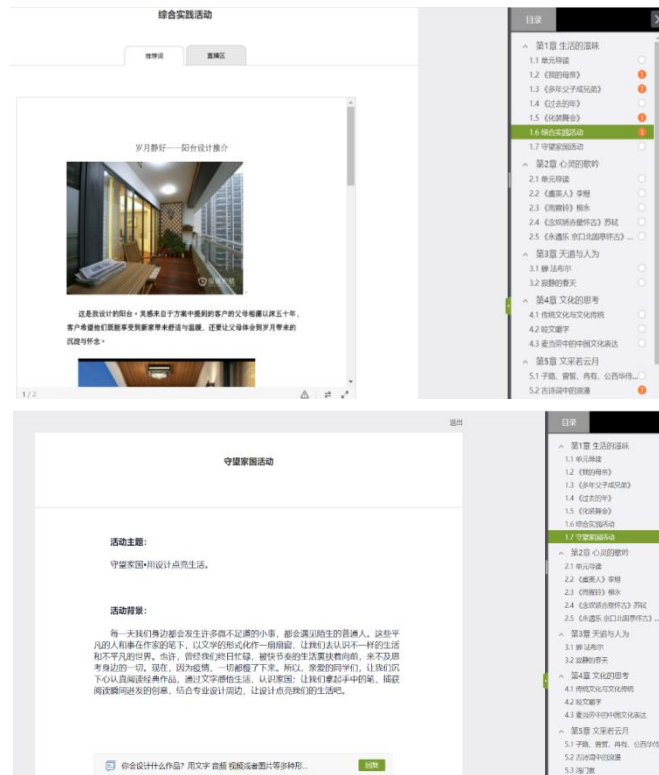 综合实践活动
推荐词
直播区
岁月静好——阳台设计推介
这是我设计的阳台。灵感来自于方案中提到的客户的父母相濡以沫五十年，
客户希望他们既能享受到新家带来舒适与温暖，还要让父母体会到岁月带来的
沉淀与怀念。
1/2
目录
第1章 生活的滋味
1.1 单元导读
1.2 《我的母亲》
1.3 《多年父子成兄弟》
1.4 《过去的年》
1.5 《化装舞会》
1.6 综合实践活动
1.7 守望家园活动
第2章 心灵的歌吟
2.1 单元导读
2.2 《虞美人》李煜
2.3 《雨霖铃》柳永
2.4 《念奴娇赤壁怀古》苏轼
2.5 《永遇乐 京口北固亭怀古》...
第3章 天道与人为
3.1 蝉 法布尔
3.2 寂静的春天
第4章 文化的思考
4.1 传统文化与文化传统
4.2 咬文嚼字
4.3 麦当劳中的中国文化表达
第5章 文采若云月
5.1 子路、曾皙、冉有、公西华侍...
5.2 古诗词中的浪漫
退出
守望家园活动
活动主题：
守望家园•用设计点亮生活。
活动背景：
每一天我们身边都会发生许多微不足道的小事，都会遇见陌生的普通人。这些平
凡的人和事在作家的笔下，以文学的形式化作一扇扇窗，让我们去认识不一样的生活
和不平凡的世界。也许，曾经我们终日忙碌，被快节奏的生活裹挟着向前，来不及思
考身边的一切。现在，因为疫情，一切都慢了下来。所以，亲爱的同学们，让我们沉
下心认真阅读经典作品，通过文字感悟生活、认识家国；让我们拿起手中的笔，捕获
阅读瞬间迸发的创意，结合专业设计周边，让设计点亮我们的生活吧。
你会设计什么作品？用文字 音频 视频或者图片等多种形...
回复
目录
第1章 生活的滋味
1.1 单元导读
1.2 《我的母亲》
1.3 《多年父子成兄弟》
1.4 《过去的年》
1.5 《化装舞会》
1.6 综合实践活动
1.7 守望家园活动
第2章 心灵的歌吟
2.1 单元导读
2.2 《虞美人》李煜
2.3 《雨霖铃》柳永
2.4 《念奴娇赤壁怀古》苏轼
2.5 《永遇乐 京口北固亭怀古》...
第3章 天道与人为
3.1 蝉 法布尔
3.2 寂静的春天
第4章 文化的思考
4.1 传统文化与文化传统
4.2 咬文嚼字
4.3 麦当劳中的中国文化表达
第5章 文采若云月
5.1 子路、曾皙、冉有、公西华侍
5.2 古诗词中的浪漫